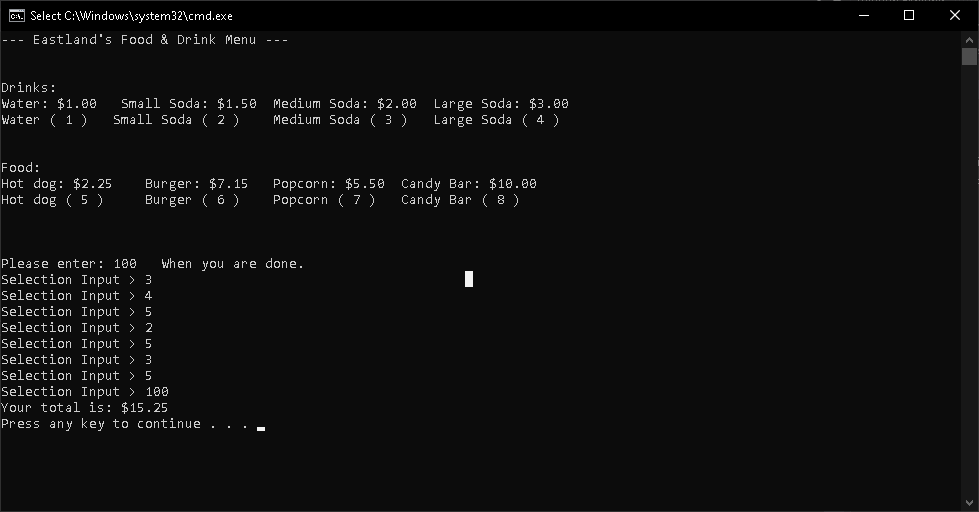 Select C:\Windows\system32\cmd.exe
--- Eastland's Food & Drink Menu ---
Drinks:
Water: $1.00   Small Soda: $1.50  Medium Soda: $2.00  Large Soda: $3.00
Water ( 1 )   Small Soda ( 2 )    Medium Soda ( 3 )   Large Soda ( 4 )
Food:
Hot dog: $2.25    Burger: $7.15   Popcorn: $5.50  Candy Bar: $10.00
Hot dog ( 5 )     Burger ( 6 )    Popcorn ( 7 )   Candy Bar ( 8 )
Please enter: 100   When you are done.
Selection Input > 3
Selection Input > 4
Selection Input > 5
Selection Input > 2
Selection Input > 5
Selection Input > 3
Selection Input > 5
Selection Input > 100
Your total is: $15.25
Press any key to continue . . .